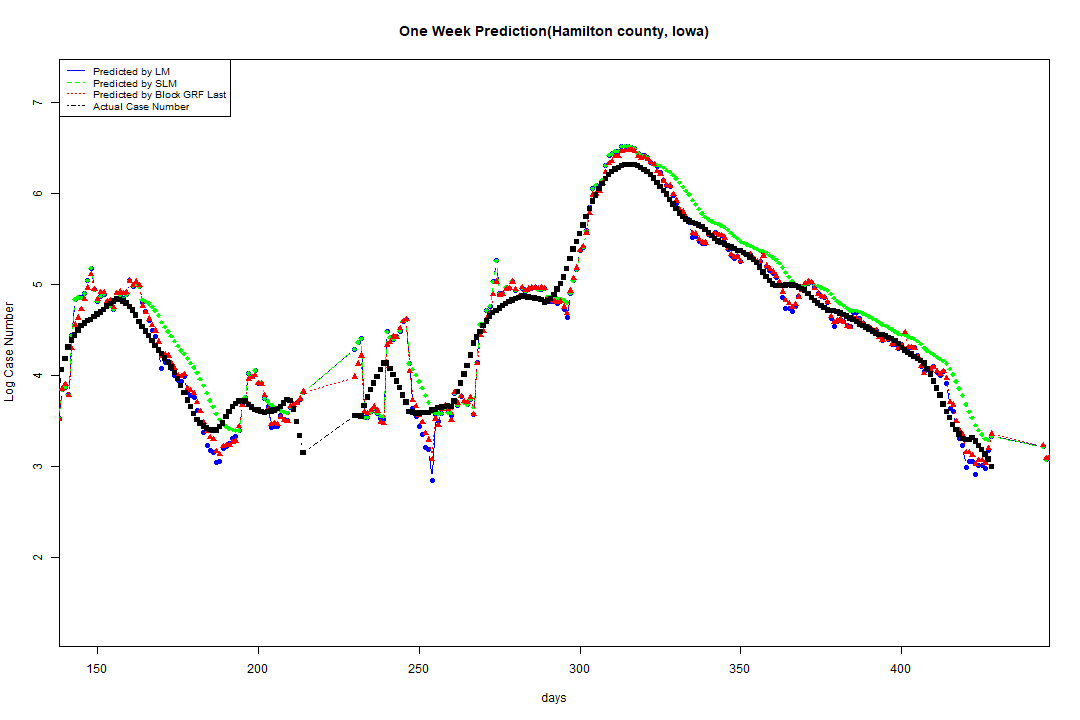 One Week Prediction(Hamilton county, Iowa)
Predicted by LM
Predicted by SLM
Predicted by Block GRF Last
Actual Case Number
7
6
5
4
3
2
Log Case Number
150 200 250 300 350 400
days